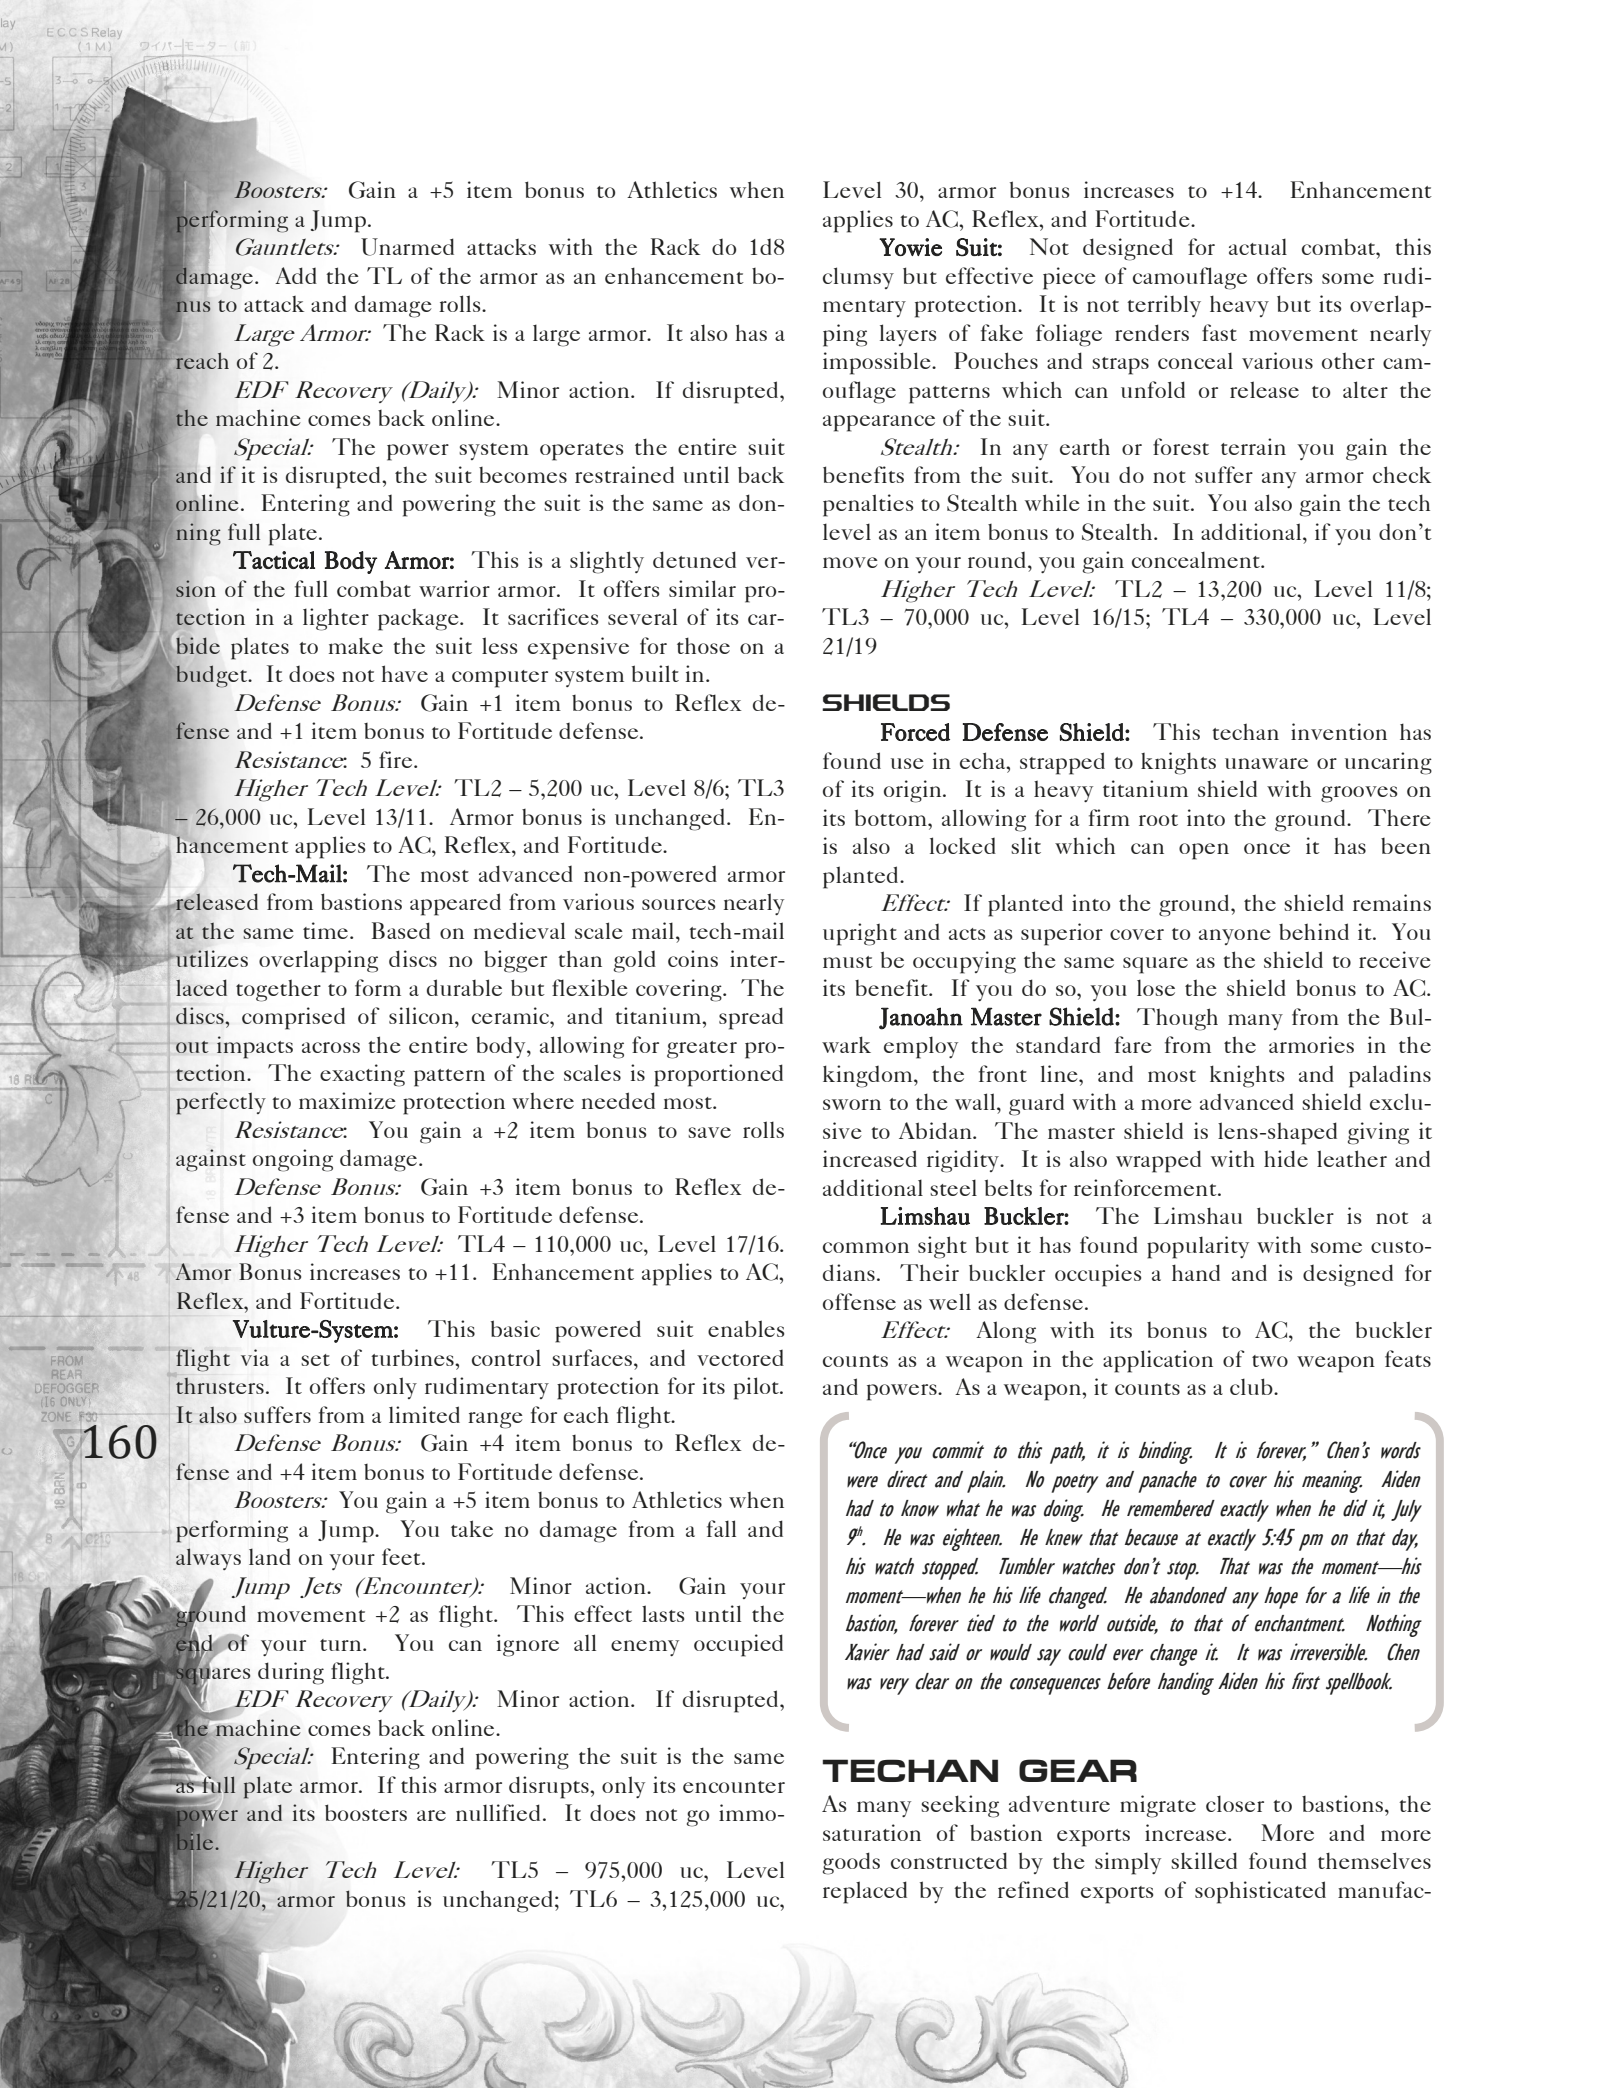 ECCS Relay
(1M)
ワイパーモーター (前)
Boosters: Gain a +5 item bonus to Athletics when
performing a Jump.
Gauntlets: Unarmed attacks with the Rack do 1d8
damage. Add the TL of the armor as an enhancement bo-
nus to attack and damage rolls.
Large Armor: The Rack is a large armor. It also has a
reach of 2.
EDF Recovery (Daily): Minor action. If disrupted,
the machine comes back online.
Special: The power system operates the entire suit
and if it is disrupted, the suit becomes restrained until back
online. Entering and powering the suit is the same as don-
ning full plate.
Tactical Body Armor: This is a slightly detuned ver-
sion of the full combat warrior armor. It offers similar pro-
tection in a lighter package. It sacrifices several of its car-
bide plates to make the suit less expensive for those on a
budget. It does not have a computer system built in.
Defense Bonus: Gain +1 item bonus to Reflex de-
fense and +1 item bonus to Fortitude defense.
Resistance: 5 fire.
Higher Tech Level: TL2 – 5,200 uc, Level 8/6; TL3
– 26,000 uc, Level 13/11. Armor bonus is unchanged. En-
hancement applies to AC, Reflex, and Fortitude.
Tech-Mail: The most advanced non-powered armor
released from bastions appeared from various sources nearly
at the same time. Based on medieval scale mail, tech-mail
utilizes overlapping discs no bigger than gold coins inter-
laced together to form a durable but flexible covering. The
discs, comprised of silicon, ceramic, and titanium, spread
out impacts across the entire body, allowing for greater pro-
tection. The exacting pattern of the scales is proportioned
perfectly to maximize protection where needed most.
Resistance: You gain a +2 item bonus to save rolls
against ongoing damage.
Defense Bonus: Gain +3 item bonus to Reflex de-
fense and +3 item bonus to Fortitude defense.
Higher Tech Level: TL4 – 110,000 uc, Level 17/16.
Amor Bonus increases to +11. Enhancement applies to AC,
Reflex, and Fortitude.
Vulture-System: This basic powered suit enables
flight via a set of turbines, control surfaces, and vectored
thrusters. It offers only rudimentary protection for its pilot.
It also suffers from a limited range for each flight.
Defense Bonus: Gain +4 item bonus to Reflex de-
fense and +4 item bonus to Fortitude defense.
Boosters: You gain a +5 item bonus to Athletics when
performing a Jump. You take no damage from a fall and
always land on your feet.
Jump Jets (Encounter): Minor action. Gain your
ground movement +2 as flight. This effect lasts until the
end of your turn. You can ignore all enemy occupied
squares during flight.
EDF Recovery (Daily): Minor action. If disrupted,
the machine comes back online.
Special: Entering and powering the suit is the same
as full plate armor. If this armor disrupts, only its encounter
power and its boosters are nullified. It does not go immo-
bile.
Higher Tech Level: TL5 – 975,000 uc, Level
25/21/20, armor bonus is unchanged; TL6 – 3,125,000 uc,
FROM
REAR
DEFOGGER
(16 ONLY)
ZONE F30
160
Level 30, armor bonus increases to +14. Enhancement
applies to AC, Reflex, and Fortitude.
Yowie Suit: Not designed for actual combat, this
clumsy but effective piece of camouflage offers some rudi-
mentary protection. It is not terribly heavy but its overlap-
ping layers of fake foliage renders fast movement nearly
impossible. Pouches and straps conceal various other cam-
ouflage patterns which can unfold or release to alter the
appearance of the suit.
Stealth: In any earth or forest terrain you gain the
benefits from the suit. You do not suffer any armor check
penalties to Stealth while in the suit. You also gain the tech
level as an item bonus to Stealth. In additional, if you don't
move on your round, you gain concealment.
Higher Tech Level: TL2 – 13,200 uc, Level 11/8;
TL3 – 70,000 uc, Level 16/15; TL4 – 330,000 uc, Level
21/19
SHIELDS
Forced Defense Shield: This techan invention has
found use in echa, strapped to knights unaware or uncaring
of its origin. It is a heavy titanium shield with grooves on
its bottom, allowing for a firm root into the ground. There
is also a locked slit which can open once it has been
planted.
Effect: If planted into the ground, the shield remains
upright and acts as superior cover to anyone behind it. You
must be occupying the same square as the shield to receive
its benefit. If you do so, you lose the shield bonus to AC.
Janoahn Master Shield: Though many from the Bul-
wark employ the standard fare from the armories in the
kingdom, the front line, and most knights and paladins
sworn to the wall, guard with a more advanced shield exclu-
sive to Abidan. The master shield is lens-shaped giving it
increased rigidity. It is also wrapped with hide leather and
additional steel belts for reinforcement.
Limshau Buckler: The Limshau buckler is not a
common sight but it has found popularity with some custo-
dians. Their buckler occupies a hand and is designed for
offense as well as defense.
Effect: Along with its bonus to AC, the buckler
counts as a weapon in the application of two weapon feats
and powers. As a weapon, it counts as a club.
“Once you commit to this path, it is binding. It is forever,” Chen's words
were direct and plain. No poetry and panache to cover his meaning. Aiden
had to know what he was doing. He remembered exactly when he did it, July
9th. He was eighteen. He knew that because at exactly 5:45 pm on that day,
his watch stopped. Tumbler watches don't stop. That was the moment—his
moment—when he his life changed. He abandoned any hope for a life in the
bastion, forever tied to the world outside, to that of enchantment. Nothing
Xavier had said or would say could ever change it. It was irreversible. Chen
was very clear on the consequences before handing Aiden his first spellbook.
TECHAN GEAR
As many seeking adventure migrate closer to bastions, the
saturation of bastion exports increase. More and more
goods constructed by the simply skilled found themselves
replaced by the refined exports of sophisticated manufac-